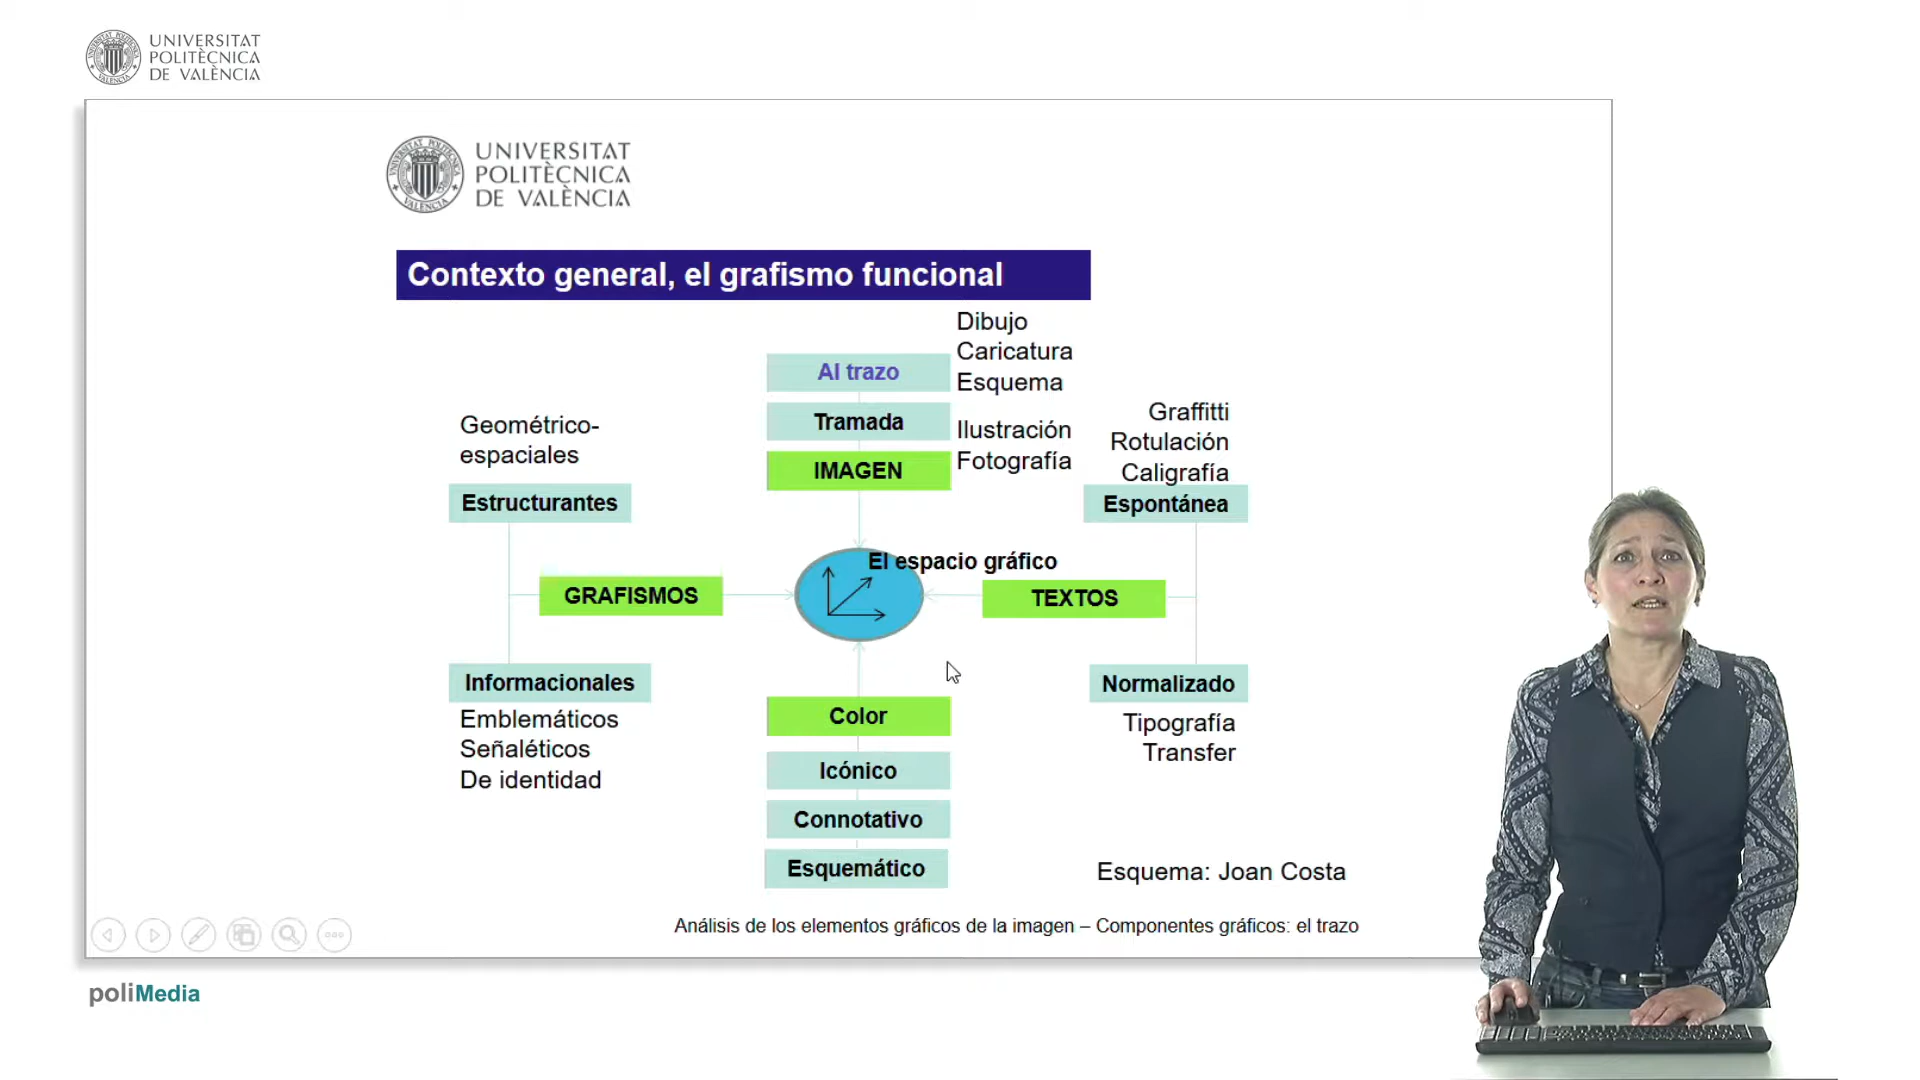 UNIVERSITAT
POLITÈCNICA
DE VALÈNCIA
UNIVERSITAT
POLITÈCNICA
DE VALÈNCIA
Contexto general, el grafismo funcional
Dibujo
Caricatura
Esquema
Al trazo
Tramada
Ilustración
Fotografía
IMAGEN
Geométrico-
espaciales
Estructurantes
Graffitti
Rotulación
Caligrafía
Espontánea
El espacio gráfico
GRAFISMOS
TEXTOS
Informacionales
Emblemáticos
Señaléticos
De identidad
Color
Icónico
Connotativo
Esquemático
Normalizado
Tipografía
Transfer
Esquema: Joan Costa
Análisis de los elementos gráficos de la imagen – Componentes gráficos: el trazo
poliMedia